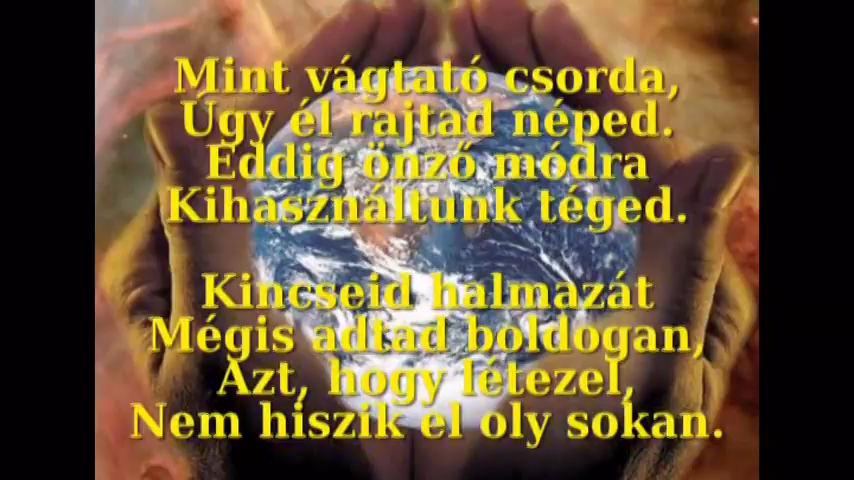 Mint vágtató csorda,
Úgy él rajtad néped.
Eddig önző módra
Kihasználtunk téged.
Kincseid halmazát
Mégis adtad boldogan,
Azt, hogy létezel,
Nem hiszik el oly sokan.